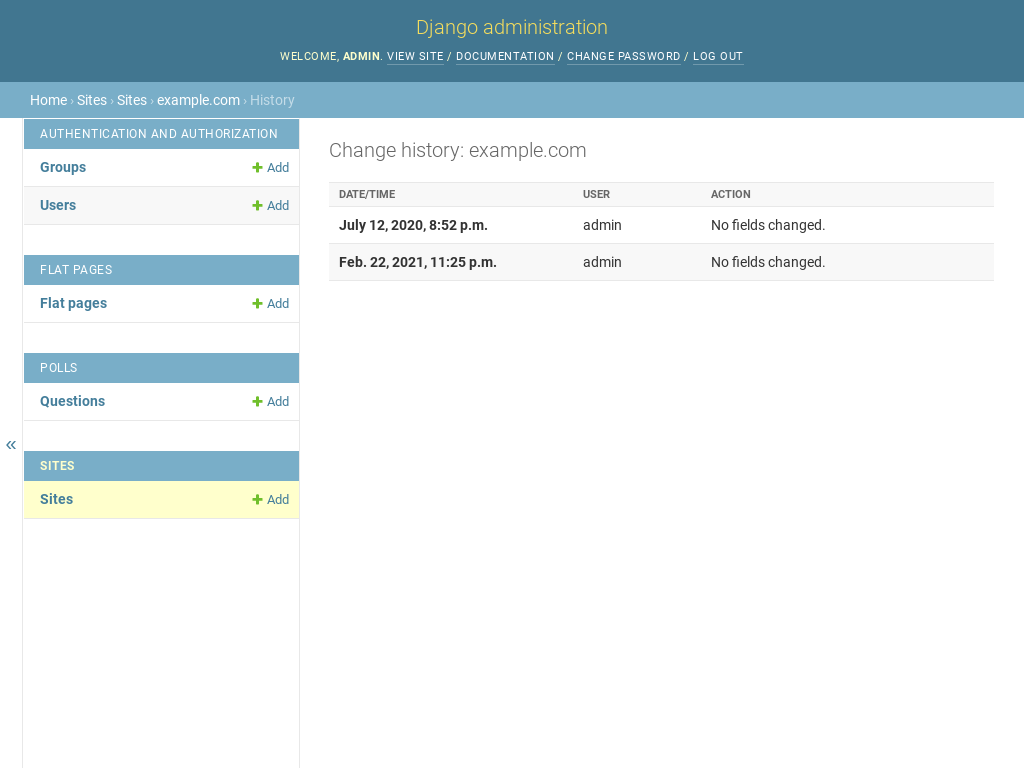 Django administration
WELCOME, ADMIN. VIEW SITE / DOCUMENTATION / CHANGE PASSWORD / LOG OUT
Home › Sites › Sites › example.com › History
AUTHENTICATION AND AUTHORIZATION
Groups Add
Users Add
FLAT PAGES
Flat pages Add
POLLS
Questions Add
SITES
Sites Add
«
Change history: example.com
DATE/TIME USER ACTION
July 12, 2020, 8:52 p.m. admin No fields changed.
Feb. 22, 2021, 11:25 p.m. admin No fields changed.